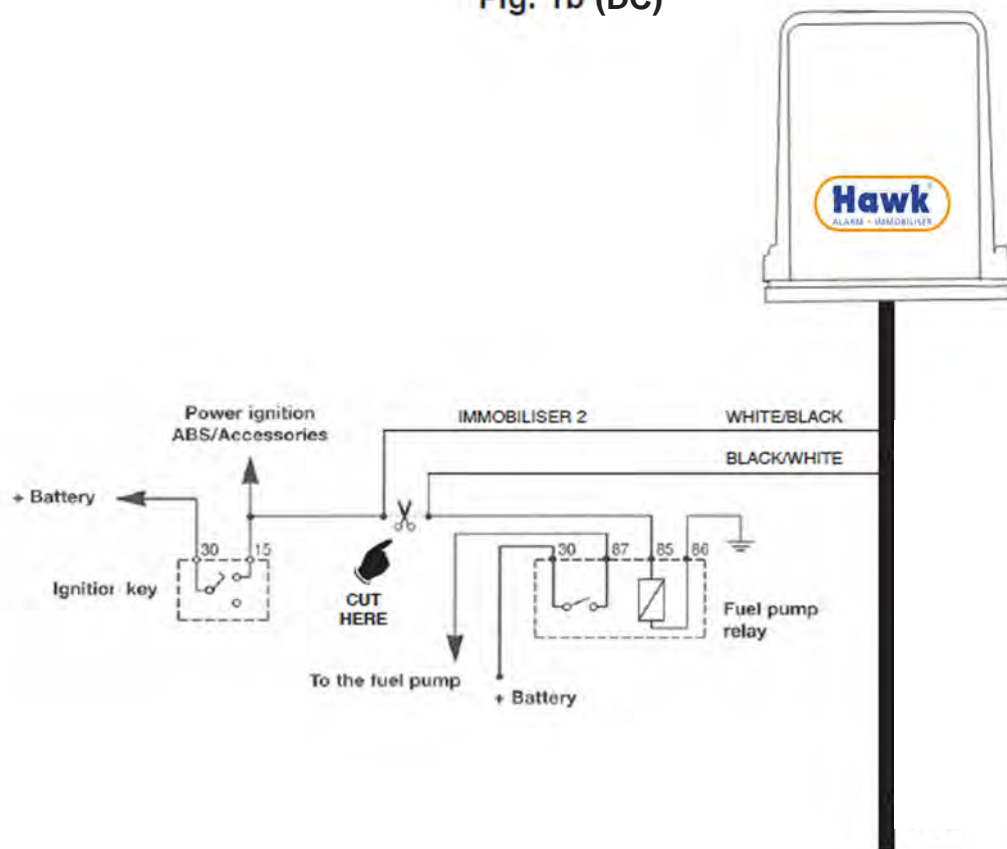 Fig. 1b (DC)
Hawk®
ALARM • IMMOBILISER
Power ignition
ABS/Accessories
IMMOBILISER 2
WHITE/BLACK
BLACK/WHITE
+ Battery
30
15
Ignitior key
CUT
HERE
30
87
85
86
Fuel pump
relay
To the fuel pump
+ Battery